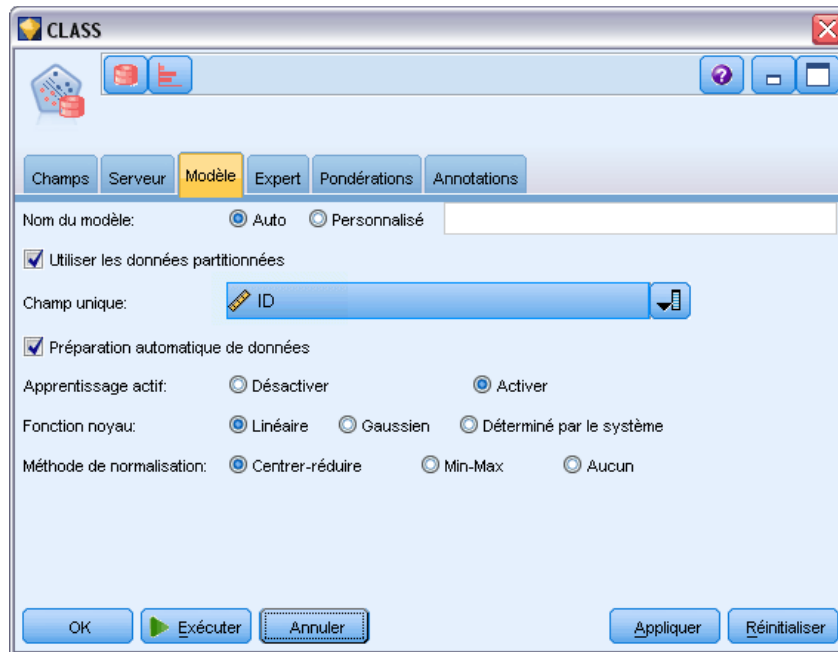 CLASS
Champs Serveur Modèle Expert Pondérations Annotations
Nom du modèle: Auto Personnalisé
Utiliser les données partitionnées
Champ unique: ID
Préparation automatique de données
Apprentissage actif: Désactiver Activer
Fonction noyau: Linéaire Gaussien Déterminé par le système
Méthode de normalisation: Centrer-réduire Min-Max Aucun
OK Exécuter Annuler Appliquer Réinitialiser